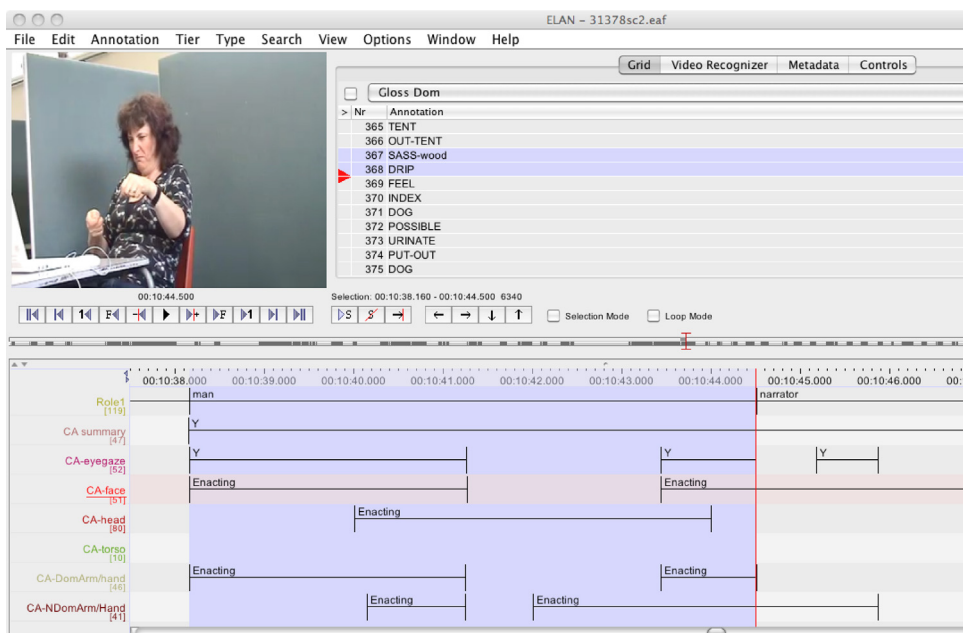 ELAN - 31378sc2.eaf
File Edit Annotation Tier Type Search View Options Window Help
Grid Video Recognizer Metadata Controls
Gloss Dom
> Nr Annotation
365 TENT
366 OUT-TENT
367 SASS-wood
368 DRIP
369 FEEL
370 INDEX
371 DOG
372 POSSIBLE
373 URINATE
374 PUT-OUT
375 DOG
00:10:44.500 Selection: 00:10:38.160 - 00:10:44.500 6340
1 F F 1 S S Selection Mode Loop Mode
00:10:38.000 00:10:39.000 00:10:40.000 00:10:41.000 00:10:42.000 00:10:43.000 00:10:44.000 00:10:45.000 00:10:46.000 00:
Role1 man narrator
[119]
CA summary Y
[47]
CA-eyegaze Y Y Y
[52]
CA-face Enacting Enacting
[51]
CA-head Enacting
[80]
CA-torso
[10]
CA-DomArm/hand Enacting Enacting
[46]
CA-NDomArm/Hand Enacting Enacting
[41]